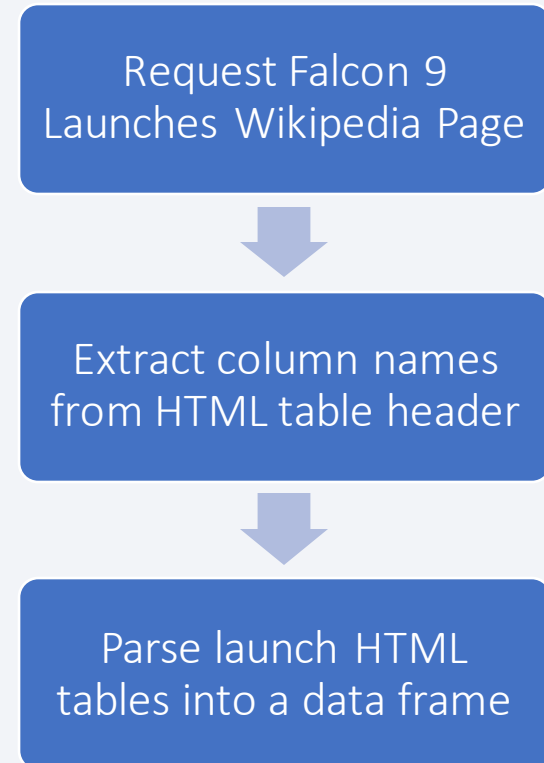 Request Falcon 9
Launches Wikipedia Page
Extract column names
from HTML table header
Parse launch HTML
tables into a data frame